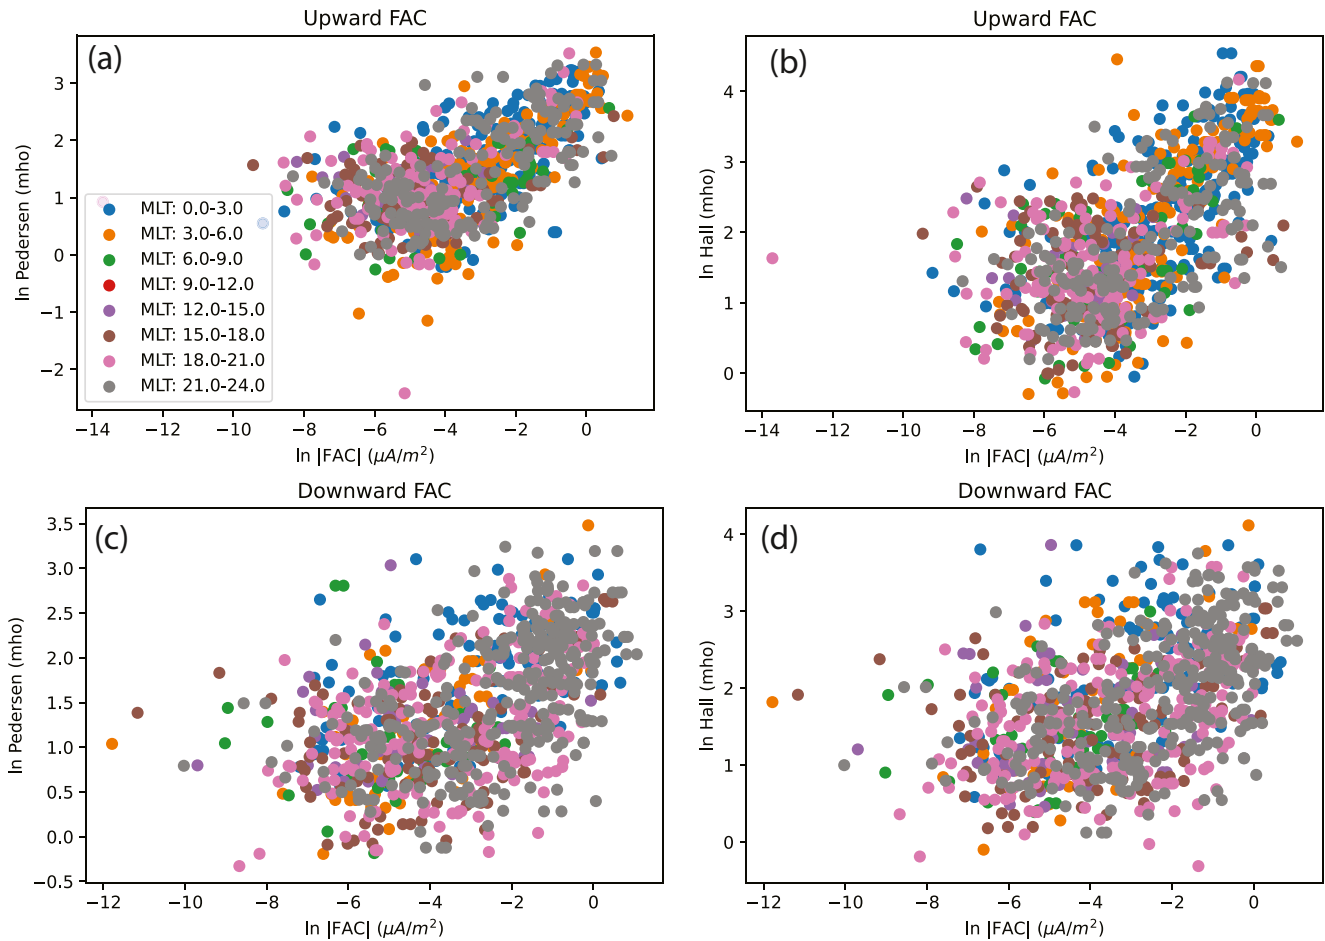 Upward FAC
(a)
ln Pedersen (mho)
3
2
1
0
−1
−2
MLT: 0.0-3.0
MLT: 3.0-6.0
MLT: 6.0-9.0
MLT: 9.0-12.0
MLT: 12.0-15.0
MLT: 15.0-18.0
MLT: 18.0-21.0
MLT: 21.0-24.0
−14 −12 −10 −8 −6 −4 −2 0
ln |FAC| (μA/m²)
Upward FAC
(b)
ln Hall (mho)
4
3
2
1
0
−14 −12 −10 −8 −6 −4 −2 0
ln |FAC| (μA/m²)
Downward FAC
(c)
ln Pedersen (mho)
3.5
3.0
2.5
2.0
1.5
1.0
0.5
0.0
−0.5
−12 −10 −8 −6 −4 −2 0
ln |FAC| (μA/m²)
Downward FAC
(d)
ln Hall (mho)
4
3
2
1
0
−12 −10 −8 −6 −4 −2 0
ln |FAC| (μA/m²)